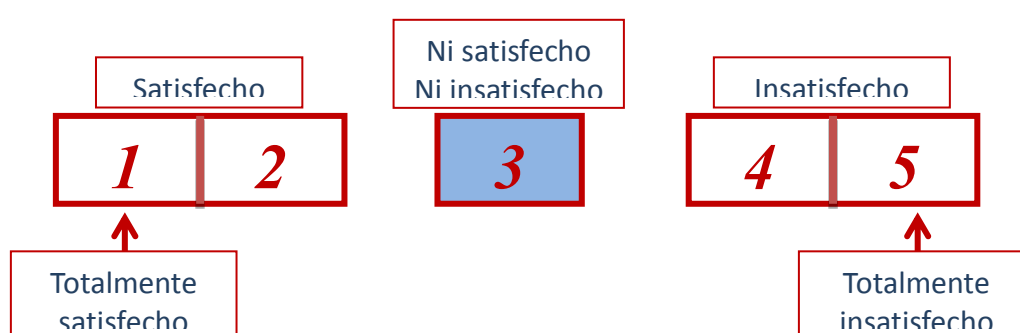 Ni satisfecho
Ni insatisfecho
Satisfecho
Insatisfecho
1 2 3 4 5
Totalmente
satisfecho
Totalmente
insatisfecho